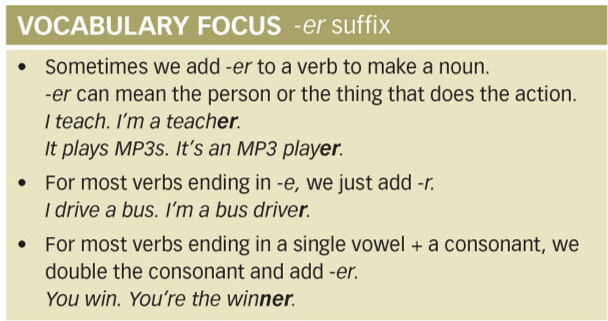 VOCABULARY FOCUS -er suffix
• Sometimes we add -er to a verb to make a noun.
-er can mean the person or the thing that does the action.
I teach. I'm a teacher.
It plays MP3s. It's an MP3 player.
• For most verbs ending in -e, we just add -r.
I drive a bus. I'm a bus driver.
• For most verbs ending in a single vowel + a consonant, we
double the consonant and add -er.
You win. You're the winner.